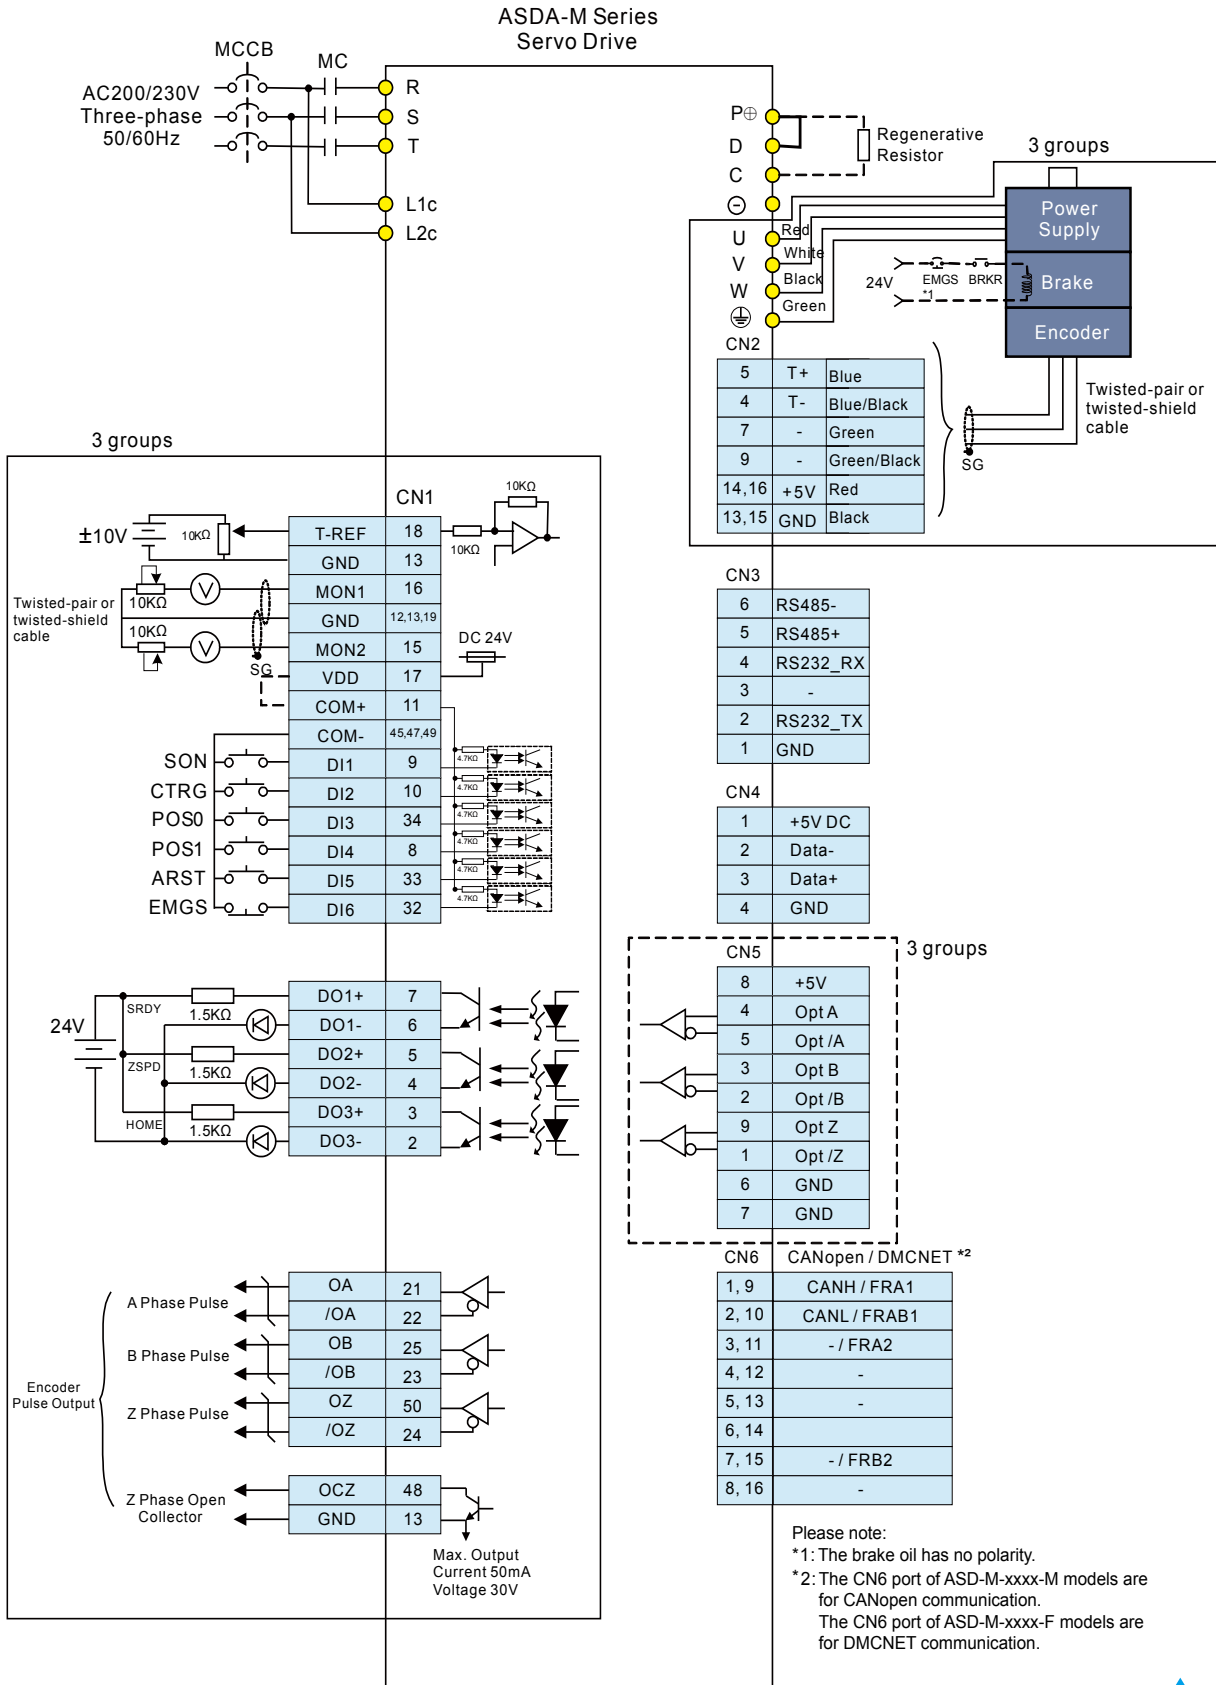 ASDA-M Series
Servo Drive
MCCB
MC
AC200/230V
Three-phase
50/60Hz
R
S
T
L1c
L2c
P⊕
D
C
⊖
U
V
W
Regenerative
Resistor
3 groups
Red
White
Black
Green
Power
Supply
Brake
Encoder
24V
EMGS
BRKR
*1
CN2
5 T+ Blue
4 T- Blue/Black
7 - Green
9 - Green/Black
14,16 +5V Red
13,15 GND Black
SG
Twisted-pair or
twisted-shield
cable
3 groups
CN1
±10V
10KΩ
T-REF 18
GND 13
MON1 16
GND 12,13,19
MON2 15
VDD 17
COM+ 11
COM- 45,47,49
DI1 9
DI2 10
DI3 34
DI4 8
DI5 33
DI6 32
10KΩ
10KΩ
Twisted-pair or
twisted-shield
cable
10KΩ
10KΩ
V
V
SG
DC 24V
SON
CTRG
POS0
POS1
ARST
EMGS
4.7KΩ
4.7KΩ
4.7KΩ
4.7KΩ
4.7KΩ
4.7KΩ
24V
SRDY
1.5KΩ
ZSPD
1.5KΩ
HOME
1.5KΩ
DO1+ 7
DO1- 6
DO2+ 5
DO2- 4
DO3+ 3
DO3- 2
Encoder
Pulse Output
A Phase Pulse
B Phase Pulse
Z Phase Pulse
Z Phase Open
Collector
OA 21
/OA 22
OB 25
/OB 23
OZ 50
/OZ 24
OCZ 48
GND 13
Max. Output
Current 50mA
Voltage 30V
CN3
6 RS485-
5 RS485+
4 RS232_RX
3 -
2 RS232_TX
1 GND
CN4
1 +5V DC
2 Data-
3 Data+
4 GND
3 groups
CN5
8 +5V
4 Opt A
5 Opt /A
3 Opt B
2 Opt /B
9 Opt Z
1 Opt /Z
6 GND
7 GND
CN6 CANopen / DMCNET *2
1, 9 CANH / FRA1
2, 10 CANL / FRAB1
3, 11 - / FRA2
4, 12 -
5, 13 -
6, 14
7, 15 - / FRB2
8, 16 -
Please note:
*1: The brake oil has no polarity.
*2: The CN6 port of ASD-M-xxxx-M models are
for CANopen communication.
The CN6 port of ASD-M-xxxx-F models are
for DMCNET communication.